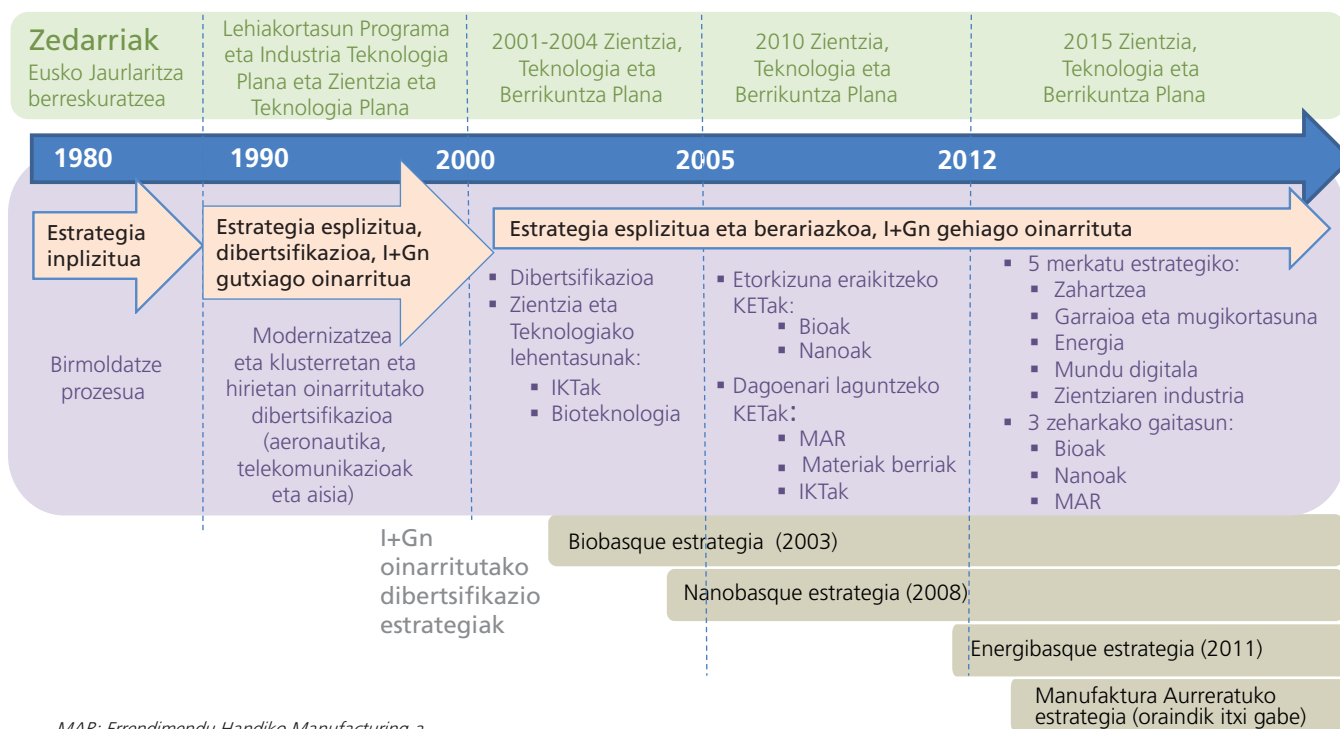 Zedarriak
Eusko Jaurlaritza
berreskuratzea
Lehiakortasun Programa
eta Industria Teknologia
Plana eta Zientzia eta
Teknologia Plana
2001-2004 Zientzia,
Teknologia eta
Berrikuntza Plana
2010 Zientzia,
Teknologia eta
Berrikuntza Plana
2015 Zientzia,
Teknologia eta
Berrikuntza Plana
1980
1990
2000
2005
2012
Estrategia
inplizitua
Estrategia esplizitua,
dibertsifikazioa, I+Gn
gutxiago oinarritua
Estrategia esplizitua eta berariazkoa, I+Gn gehiago oinarrituta
Birmoldatze
prozesua
Modernizatzea
eta klusterretan eta
hirietan oinarritutako
dibertsifikazioa
(aeronautika,
telekomunikazioak
eta aisia)
▪ Dibertsifikazioa
▪ Zientzia eta
Teknologiako
lehentasunak:
▪ IKTak
▪ Bioteknologia
▪ Etorkizuna eraikitzeko
KETak:
▪ Bioak
▪ Nanoak
▪ Dagoenari laguntzeko
KETak:
▪ MAR
▪ Materiak berriak
▪ IKTak
▪ 5 merkatu estrategiko:
▪ Zahartzea
▪ Garraioa eta mugikortasuna
▪ Energia
▪ Mundu digitala
▪ Zientziaren industria
▪ 3 zeharkako gaitasun:
▪ Bioak
▪ Nanoak
▪ MAR
I+Gn
oinarritutako
dibertsifikazio
estrategiak
Biobasque estrategia (2003)
Nanobasque estrategia (2008)
Energibasque estrategia (2011)
Manufaktura Aurreratuko
estrategia (oraindik itxi gabe)
MAR: Errendimendu Handiko Manufacturing-a